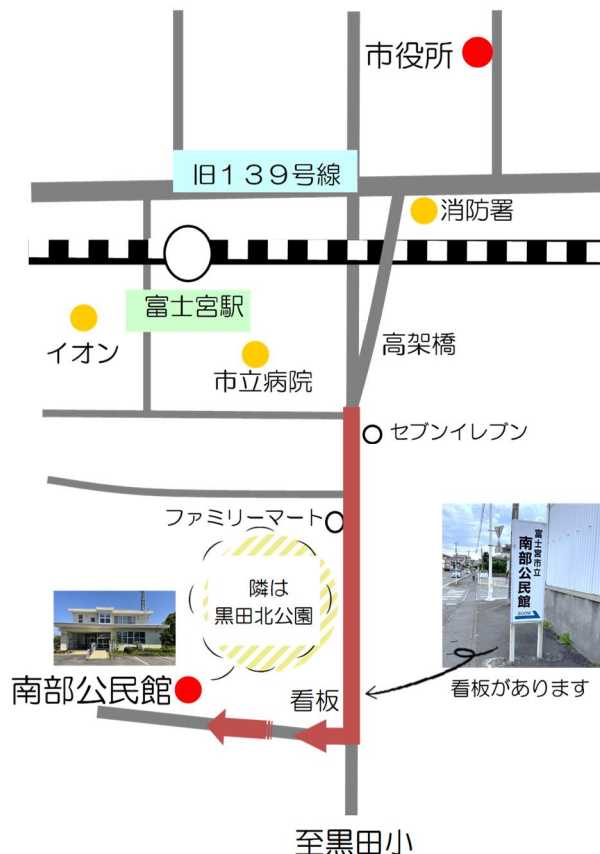 市役所
旧139号線
消防署
富士宮駅
イオン
市立病院
高架橋
セブンイレブン
ファミリーマート
隣は
黒田北公園
富士宮市立
南部公民館
500M
南部公民館
看板
看板があります
至黒田小